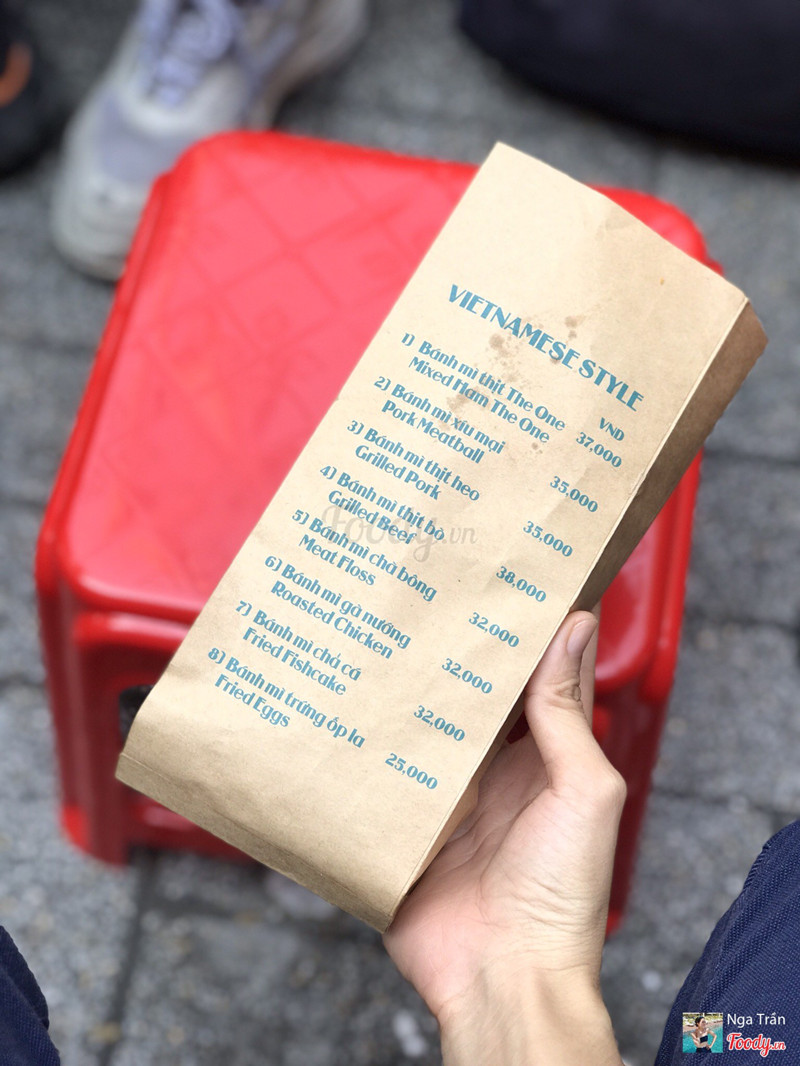 VIETNAMESE STYLE
VND
1) Bánh mì thịt The One
Mixed Ham The One 37,000
2) Bánh mì xíu mại
Pork Meatball 35,000
3) Bánh mì thịt heo
Grilled Pork 35,000
4) Bánh mì thịt bò
Grilled Beer 38,000
5) Bánh mì chà bông
Meat Floss 32,000
6) Bánh mì gà nướng
Roasted Chicken 32,000
7) Bánh mì chả cá
Fried Fishcake 32,000
8) Bánh mì trứng ốp la
Fried Eggs 25,000
Foody.vn
Nga Trần
Foody.vn